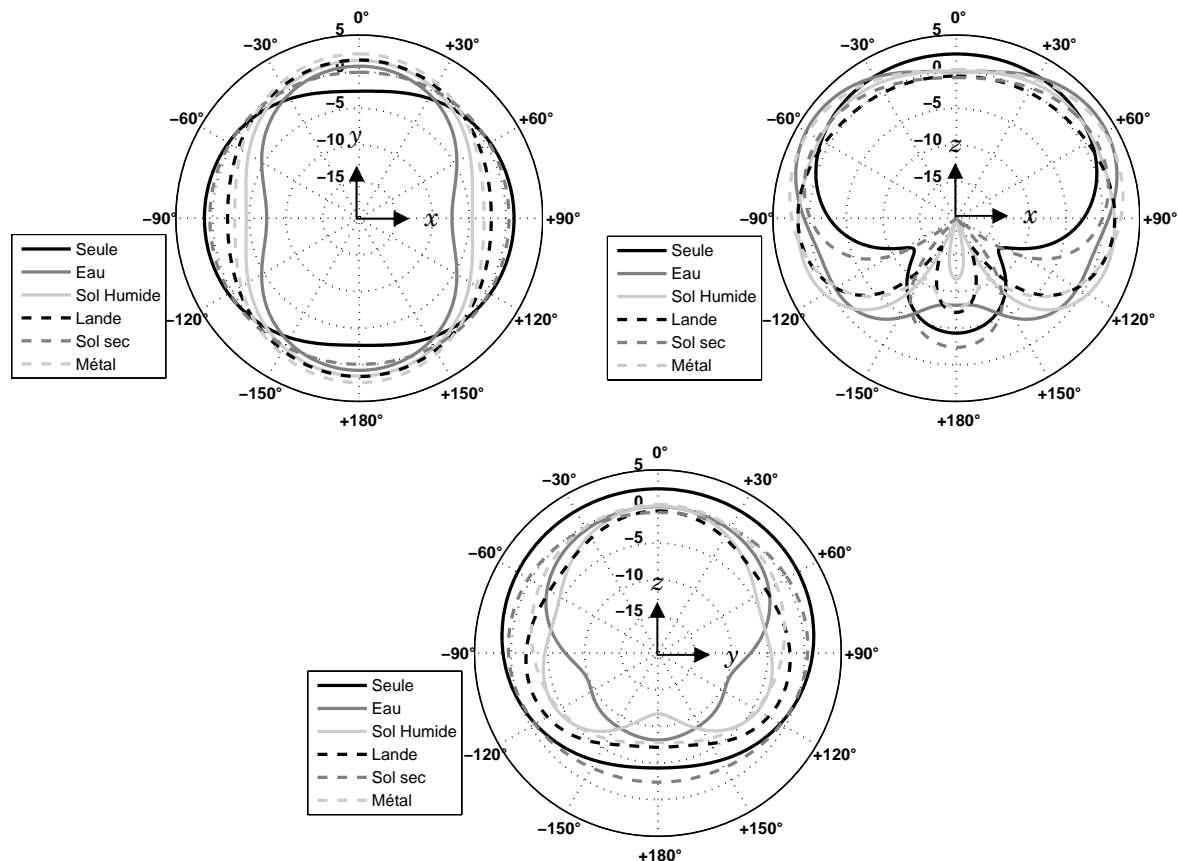 0°
5
−30°
+30°
0
−60°
−5
+60°
−10
y
−15
−90°
x
+90°
Seule
Eau
Sol Humide
Lande
Sol sec
Métal
−120°
+120°
−150°
+150°
+180°
0°
5
−30°
+30°
0
−60°
−5
+60°
−10
z
−15
−90°
x
+90°
Seule
Eau
Sol Humide
Lande
Sol sec
Métal
−120°
+120°
−150°
+150°
+180°
0°
5
−30°
+30°
0
−60°
−5
+60°
−10
z
−15
−90°
y
+90°
Seule
Eau
Sol Humide
Lande
Sol sec
Métal
−120°
+120°
−150°
+150°
+180°